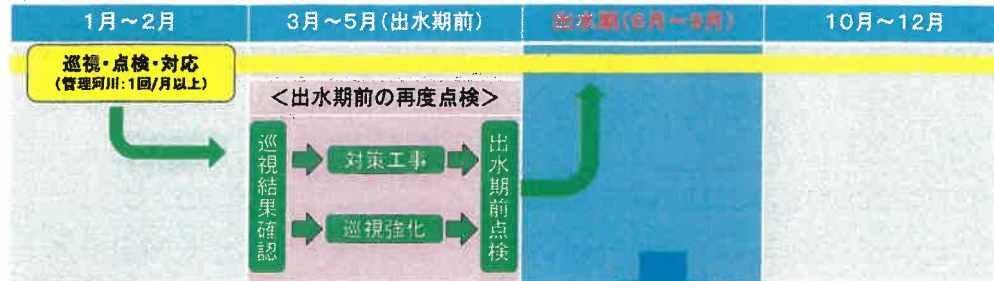 1月～2月
3月～5月(出水期前)
出水期(6月～9月)
10月～12月
巡視・点検・対応
(管理河川:1回/月以上)
＜出水期前の再度点検＞
巡視結果確認
対策工事
巡視強化
出水期前点検